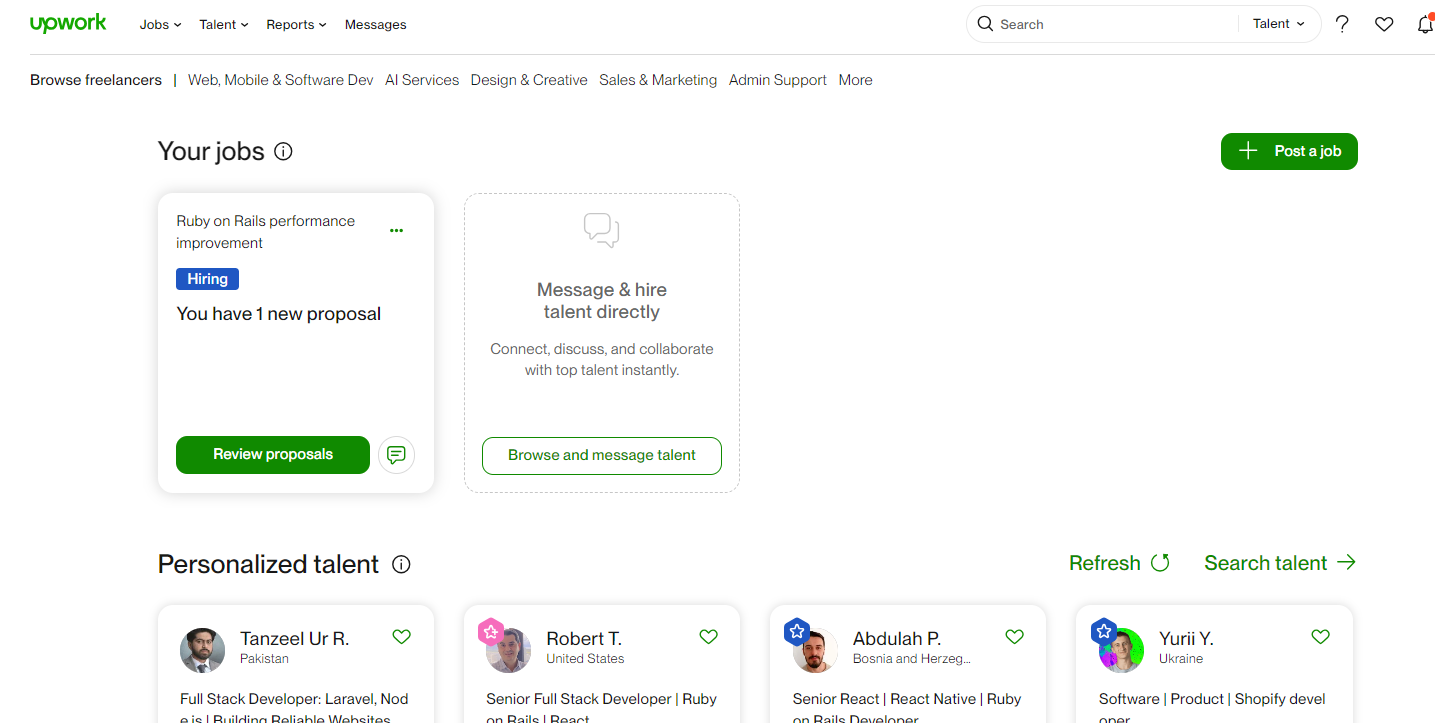 upwork
Jobs Talent Reports Messages
Search Talent
Browse freelancers | Web, Mobile & Software Dev AI Services Design & Creative Sales & Marketing Admin Support More
Your jobs
Post a job
Ruby on Rails performance
improvement
Hiring
You have 1 new proposal
Review proposals
Message & hire
talent directly
Connect, discuss, and collaborate
with top talent instantly.
Browse and message talent
Personalized talent
Refresh
Search talent
Tanzeel Ur R.
Pakistan
Full Stack Developer: Laravel, Nod
e.js | Building Reliable Websites
Robert T.
United States
Senior Full Stack Developer | Ruby
on Rails | React
Abdulah P.
Bosnia and Herzeg...
Senior React | React Native | Ruby
on Rails Developer
Yurii Y.
Ukraine
Software | Product | Shopify devel
oper